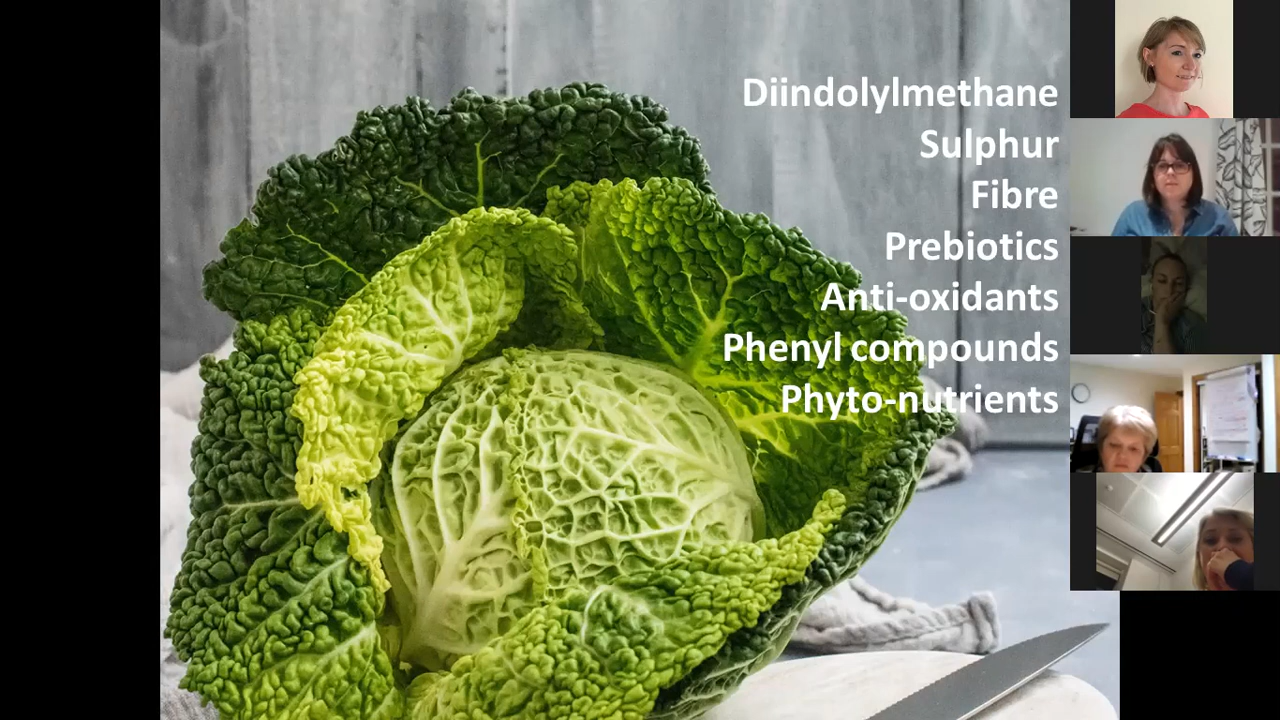 Diindolylmethane
Sulphur
Fibre
Prebiotics
Anti-oxidants
Phenyl compounds
Phyto-nutrients